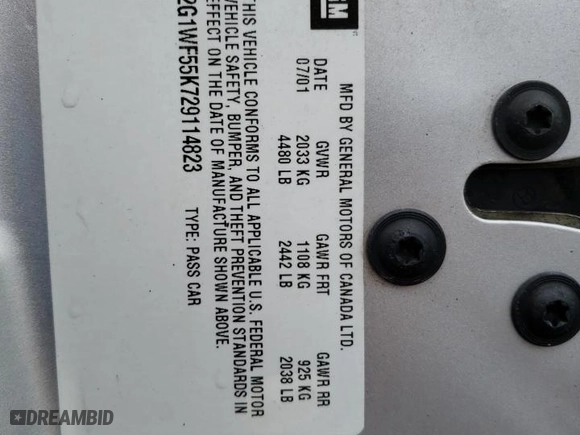 GM
MFD BY GENERAL MOTORS OF CANADA LTD.
DATE GVWR GAWR FRT GAWR RR
07/01 2033 KG 1108 KG 925 KG
4480 LB 2442 LB 2038 LB
THIS VEHICLE CONFORMS TO ALL APPLICABLE U.S. FEDERAL MOTOR
VEHICLE SAFETY, BUMPER, AND THEFT PREVENTION STANDARDS IN
EFFECT ON THE DATE OF MANUFACTURE SHOWN ABOVE.
2G1WF55K729114823 TYPE: PASS CAR
DREAMBID